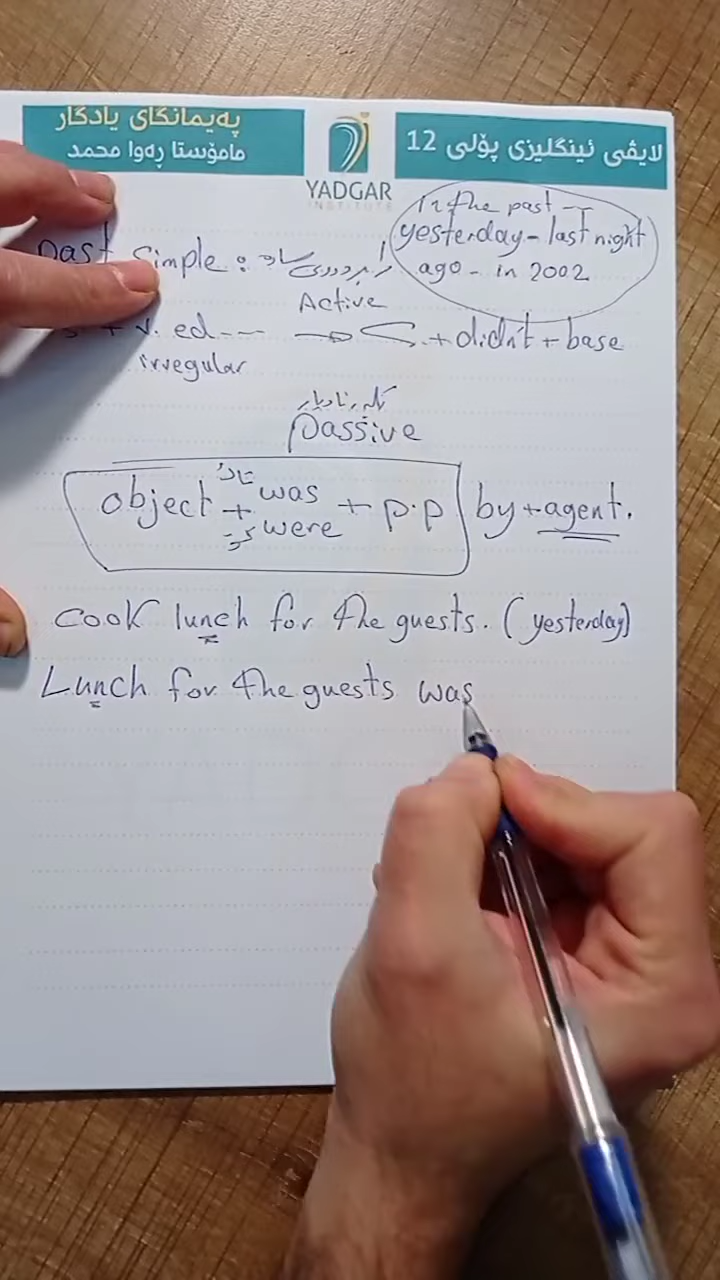 پەیمانگای یادگار
مامۆستا ڕەوا محمد
YADGAR
INSTITUTE
لایڤی ئینگلیزی پۆلی 12
In the past --
yesterday - last night
ago - in 2002
past simple :
Active
+ v. ed --- → S + didn't + base
irregular
Passive
object + was were + p.p by + agent.
cook lunch for the guests. (yesterday)
Lunch for the guests was